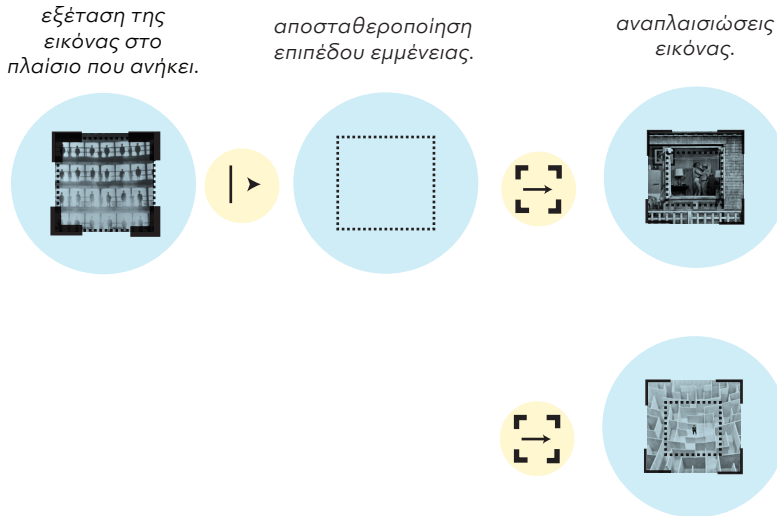 εξέταση της
εικόνας στο
πλαίσιο που ανήκει.
αποσταθεροποίηση
επιπέδου εμμένειας.
αναπλαισιώσεις
εικόνας.